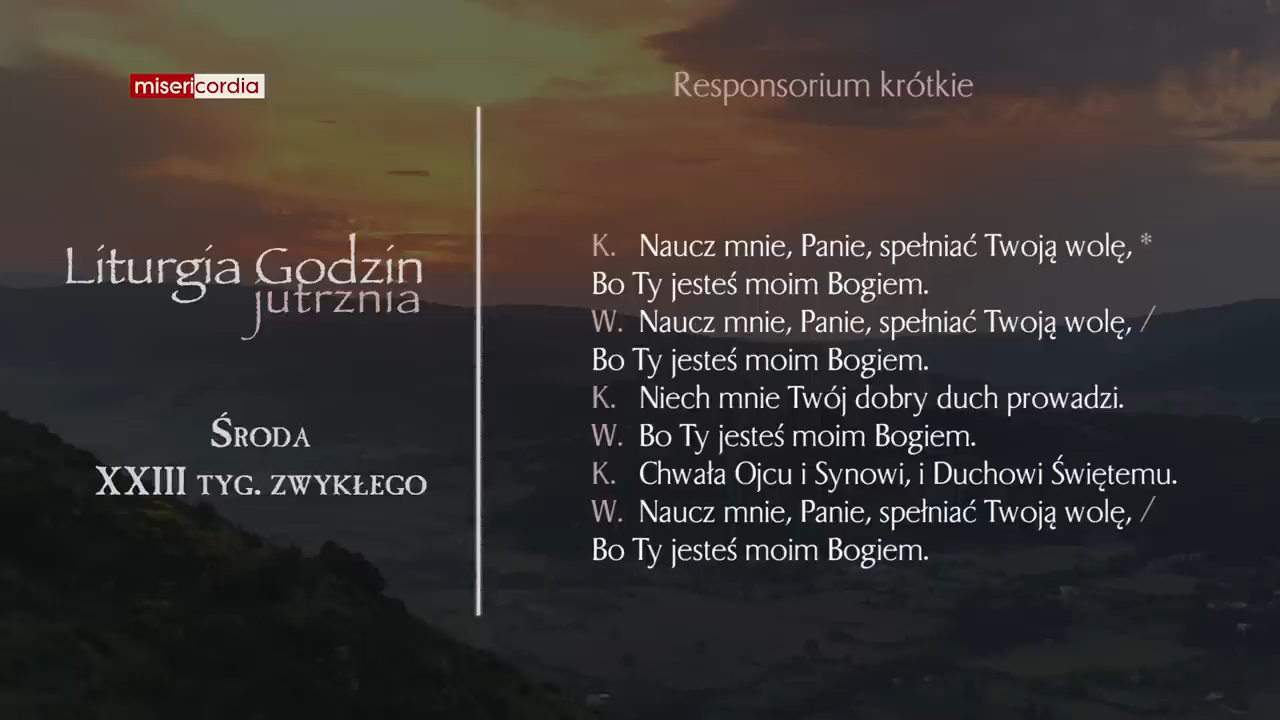 misericordia
Responsorium krótkie
Liturgia Godzin
jutrznia
Środa
XXIII tyg. zwykłego
K. Naucz mnie, Panie, spełniać Twoją wolę, *
Bo Ty jesteś moim Bogiem.
W. Naucz mnie, Panie, spełniać Twoją wolę, /
Bo Ty jesteś moim Bogiem.
K. Niech mnie Twój dobry duch prowadzi.
W. Bo Ty jesteś moim Bogiem.
K. Chwała Ojcu i Synowi, i Duchowi Świętemu.
W. Naucz mnie, Panie, spełniać Twoją wolę, /
Bo Ty jesteś moim Bogiem.